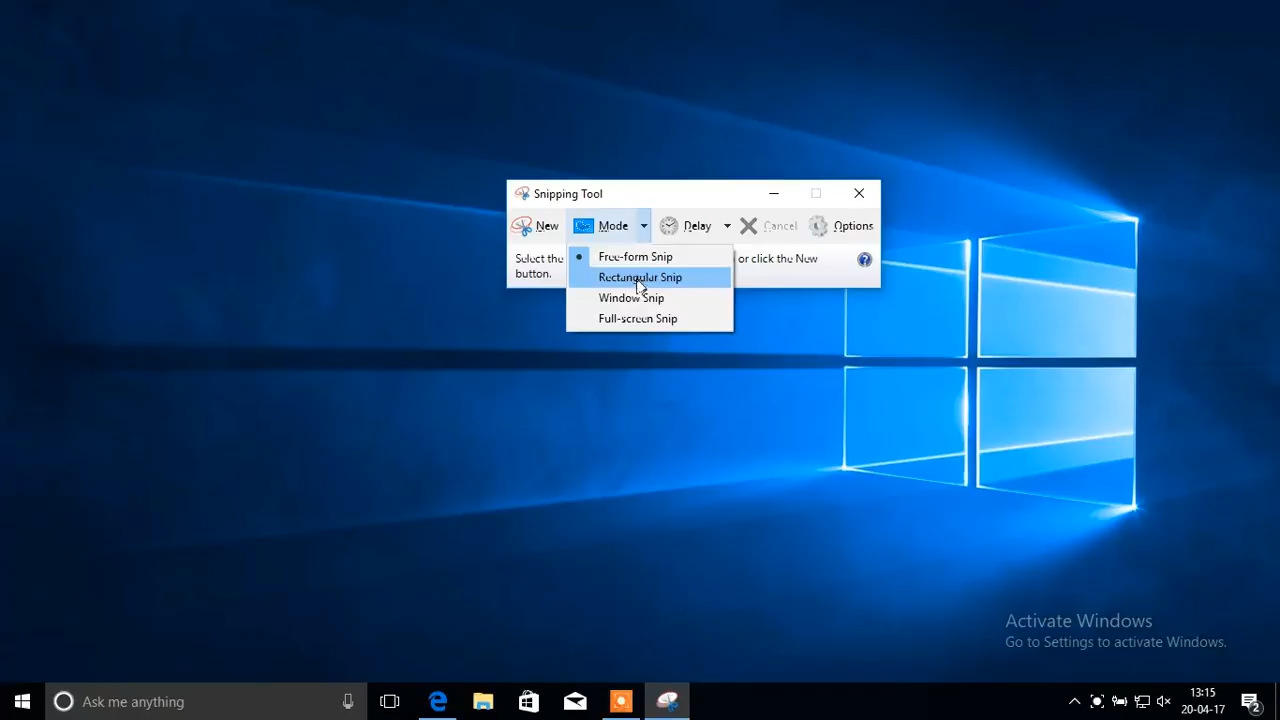 Snipping Tool
New
Mode
Delay
Cancel
Options
Select the
or click the New
button.
Free-form Snip
Rectangular Snip
Window Snip
Full-screen Snip
Activate Windows
Go to Settings to activate Windows.
Ask me anything
13:15
20-04-17
2